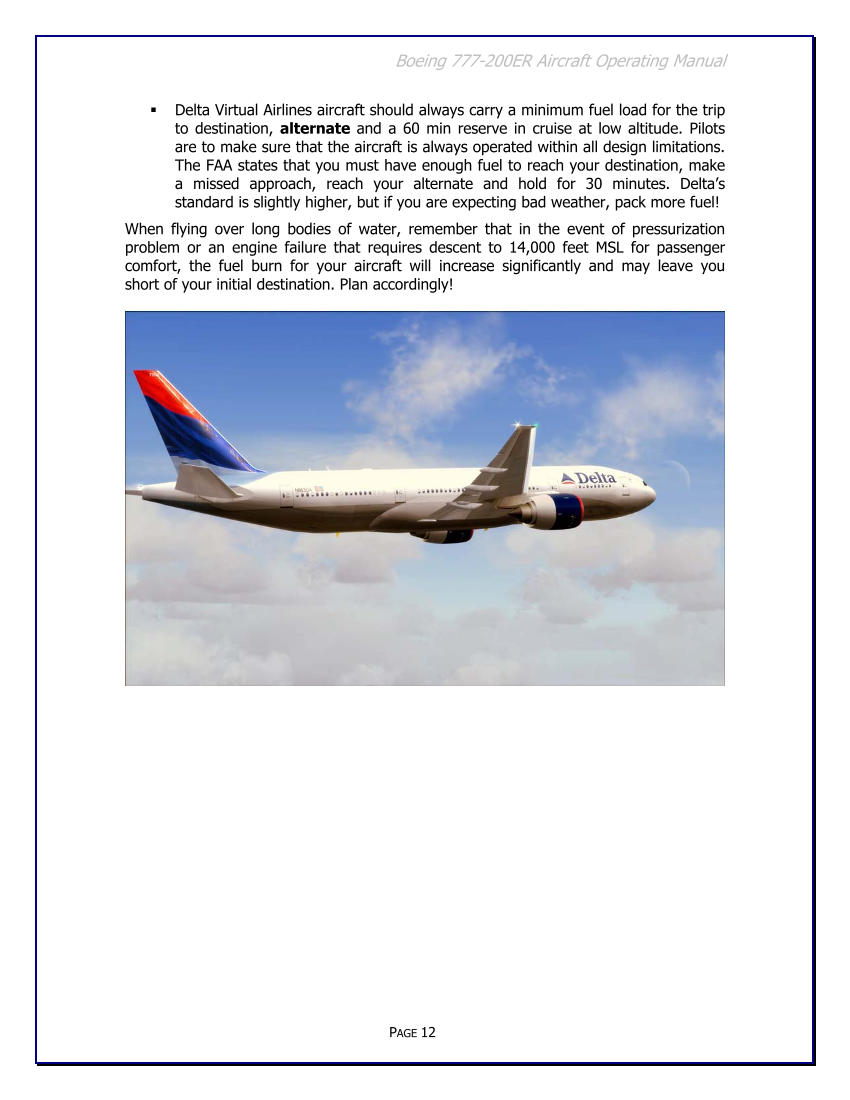 Boeing 777-200ER Aircraft Operating Manual
▪ Delta Virtual Airlines aircraft should always carry a minimum fuel load for the trip
to destination, alternate and a 60 min reserve in cruise at low altitude. Pilots
are to make sure that the aircraft is always operated within all design limitations.
The FAA states that you must have enough fuel to reach your destination, make
a missed approach, reach your alternate and hold for 30 minutes. Delta’s
standard is slightly higher, but if you are expecting bad weather, pack more fuel!
When flying over long bodies of water, remember that in the event of pressurization
problem or an engine failure that requires descent to 14,000 feet MSL for passenger
comfort, the fuel burn for your aircraft will increase significantly and may leave you
short of your initial destination. Plan accordingly!
Delta
PAGE 12